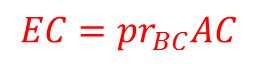 EC = pr_{BC}AC